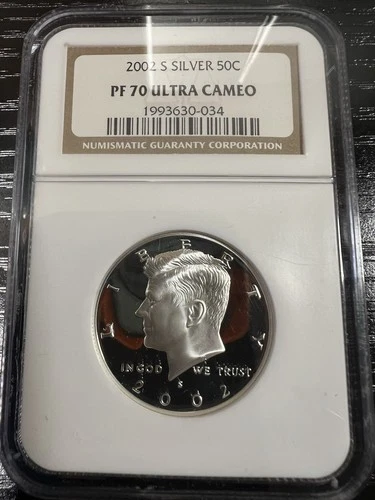 2002 S SILVER 50C
PF 70 ULTRA CAMEO
1993630-034
NUMISMATIC GUARANTY CORPORATION
LIBERTY
IN GOD WE TRUST
S
2002